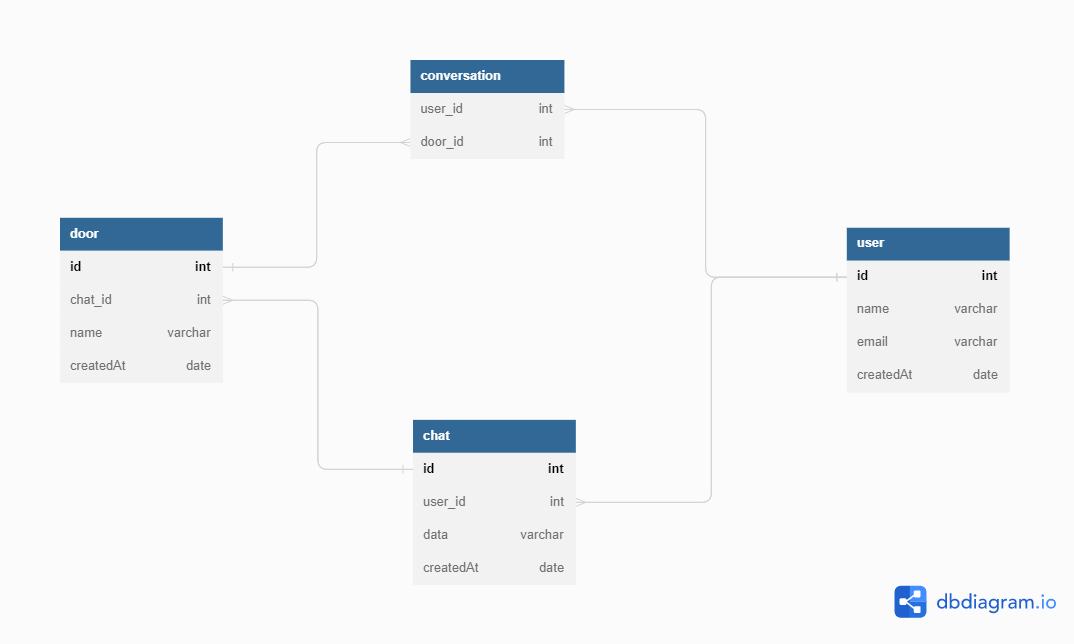 conversation
user_id int
door_id int
door
id int
chat_id int
name varchar
createdAt date
user
id int
name varchar
email varchar
createdAt date
chat
id int
user_id int
data varchar
createdAt date
dbdiagram.io